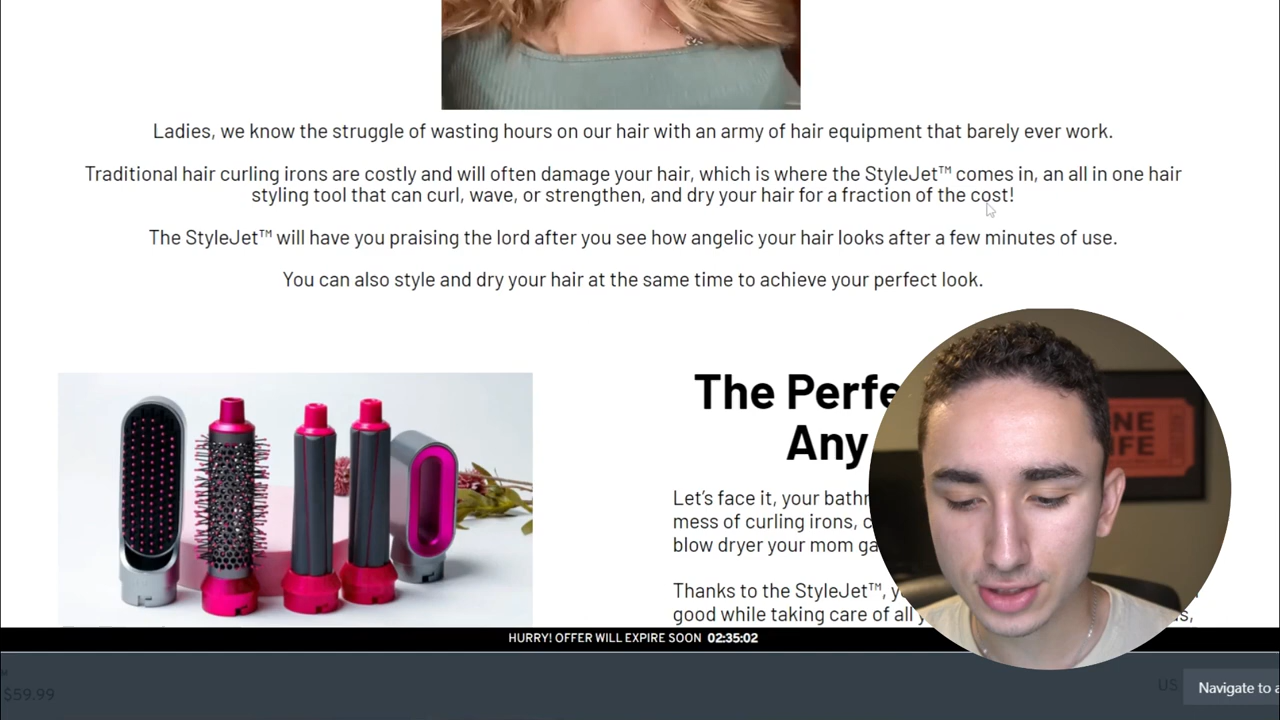 Ladies, we know the struggle of wasting hours on our hair with an army of hair equipment that barely ever work.
Traditional hair curling irons are costly and will often damage your hair, which is where the StyleJet™ comes in, an all in one hair
styling tool that can curl, wave, or strengthen, and dry your hair for a fraction of the cost!
The StyleJet™ will have you praising the lord after you see how angelic your hair looks after a few minutes of use.
You can also style and dry your hair at the same time to achieve your perfect look.
The Perfe
Any
Let's face it, your bathr
mess of curling irons, c
blow dryer your mom ga
Thanks to the StyleJet™, y
good while taking care of all y
NE
IFE
HURRY! OFFER WILL EXPIRE SOON 02:35:02
$59.99
US
Navigate to a